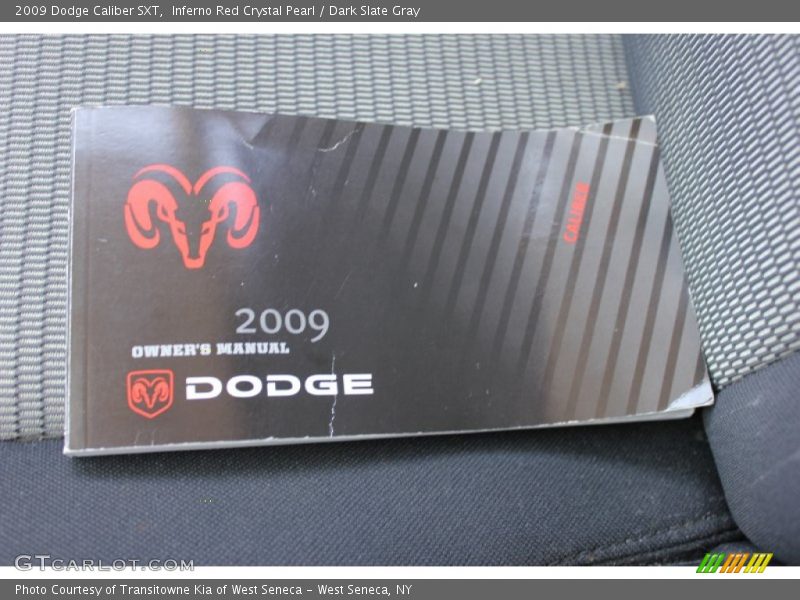 2009 Dodge Caliber SXT,  Inferno Red Crystal Pearl / Dark Slate Gray
CALIBER
2009
OWNER'S MANUAL
DODGE
GTCARLOT.COM
Photo Courtesy of Transitowne Kia of West Seneca - West Seneca, NY